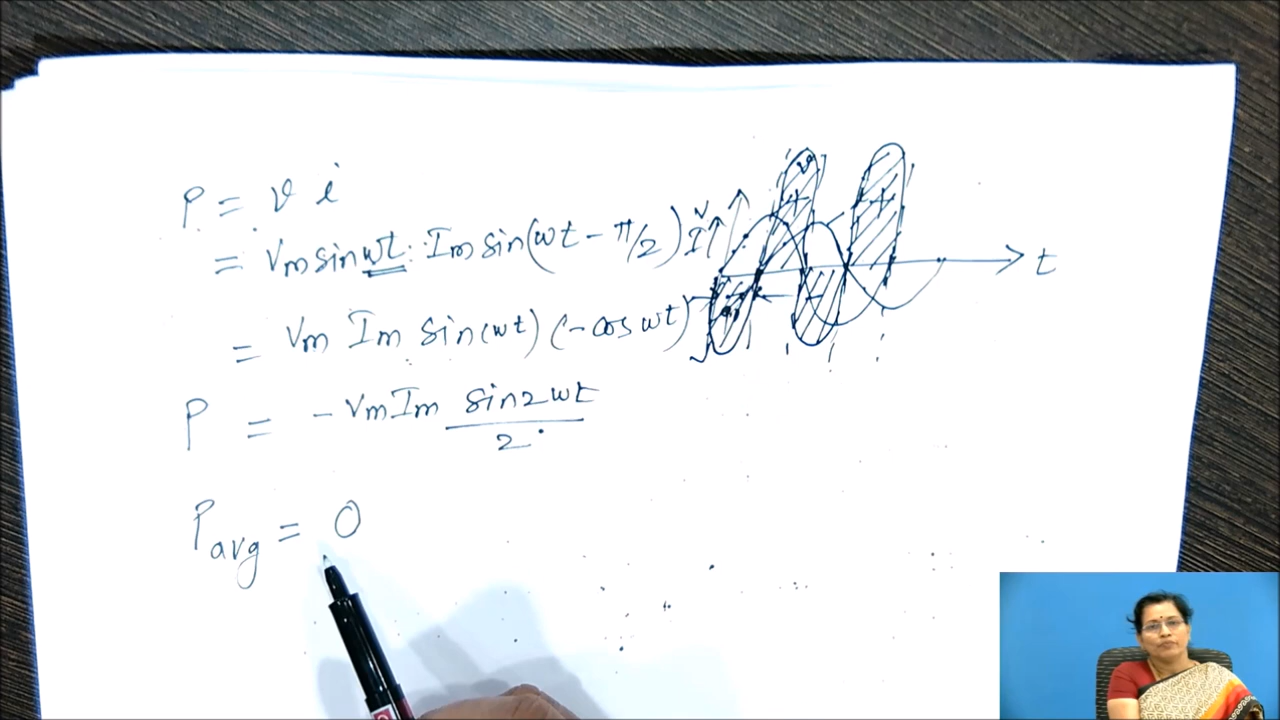 P = v i
= Vm sin ωt . Im sin(ωt - π/2)
= Vm Im sin(ωt) (-cos ωt)
P = -Vm Im sin2ωt / 2
Pavg = 0
V
I
v
+
+
-
-
t